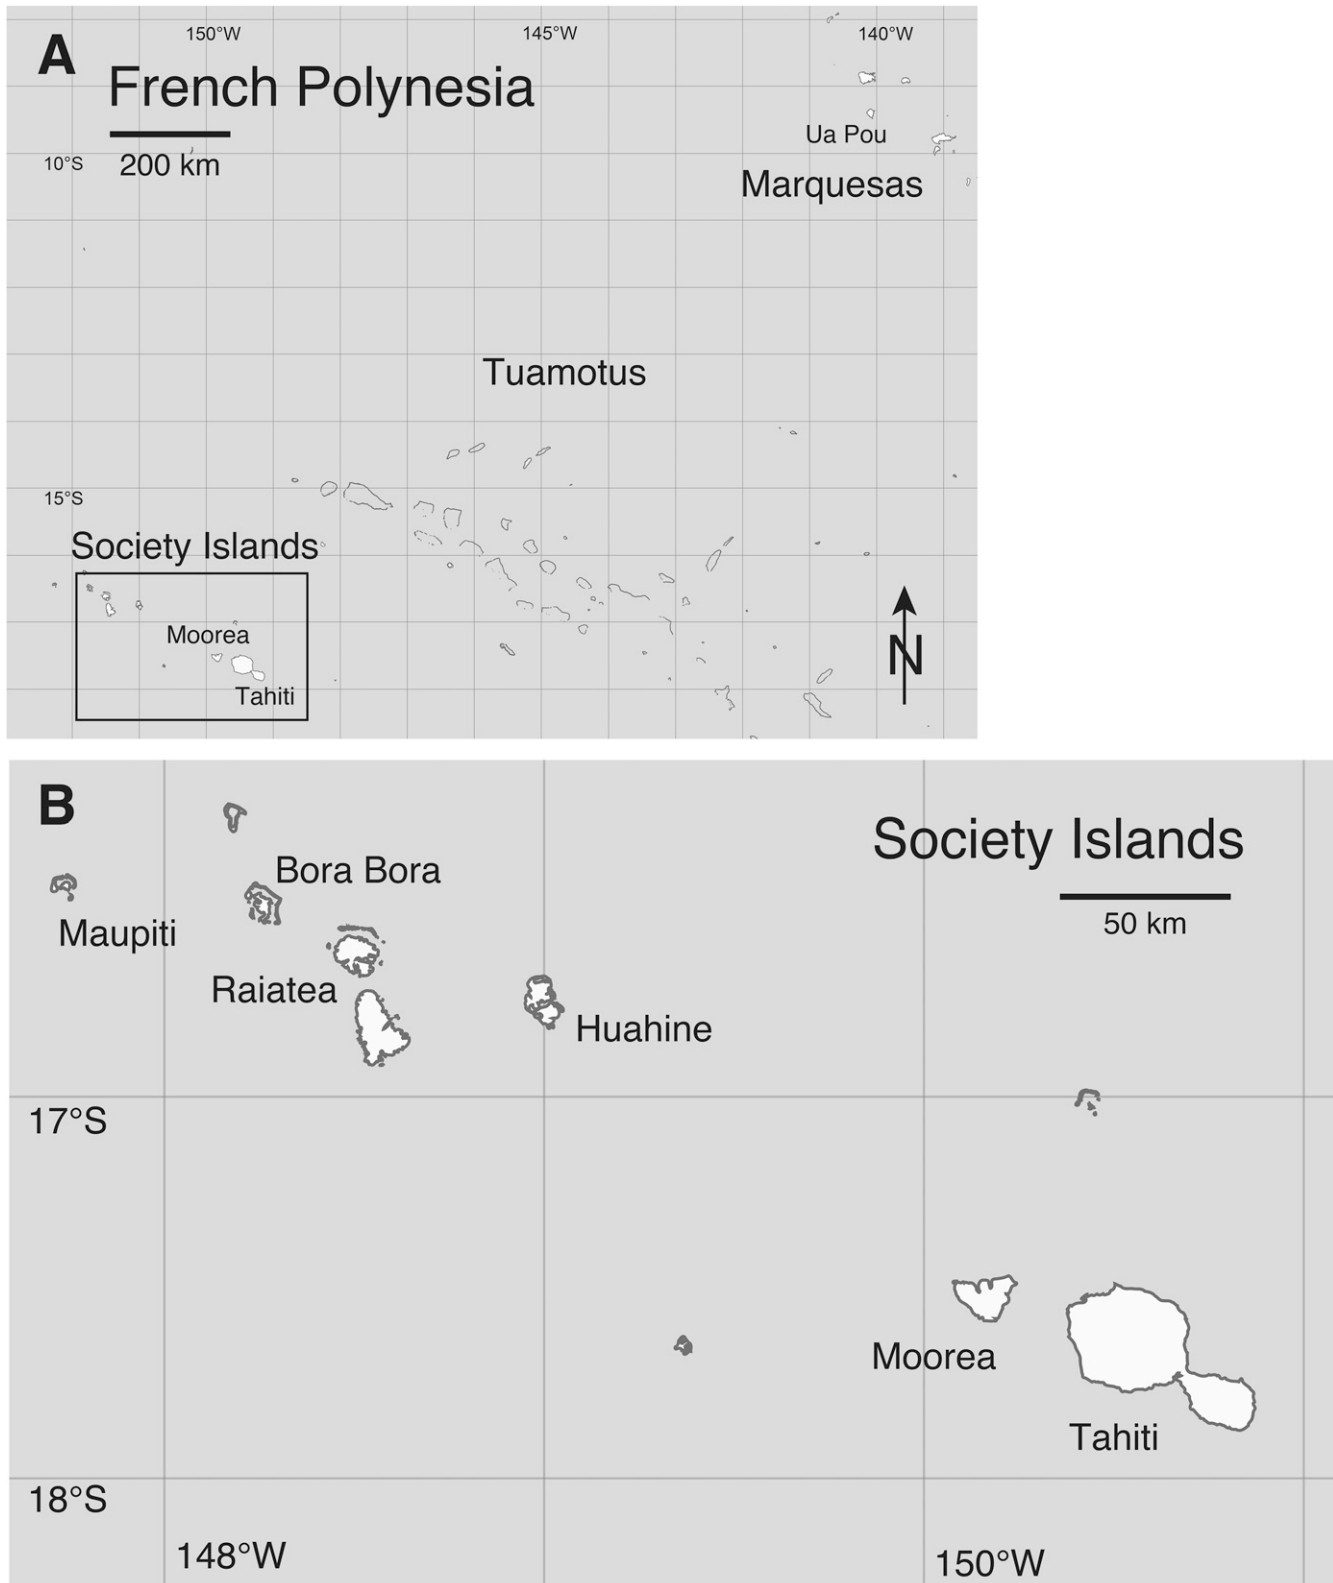 A
150°W
145°W
140°W
French Polynesia
200 km
10°S
Ua Pou
Marquesas
Tuamotus
15°S
Society Islands
Moorea
Tahiti
N
B
Society Islands
50 km
Bora Bora
Maupiti
Raiatea
Huahine
17°S
Moorea
Tahiti
18°S
148°W
150°W